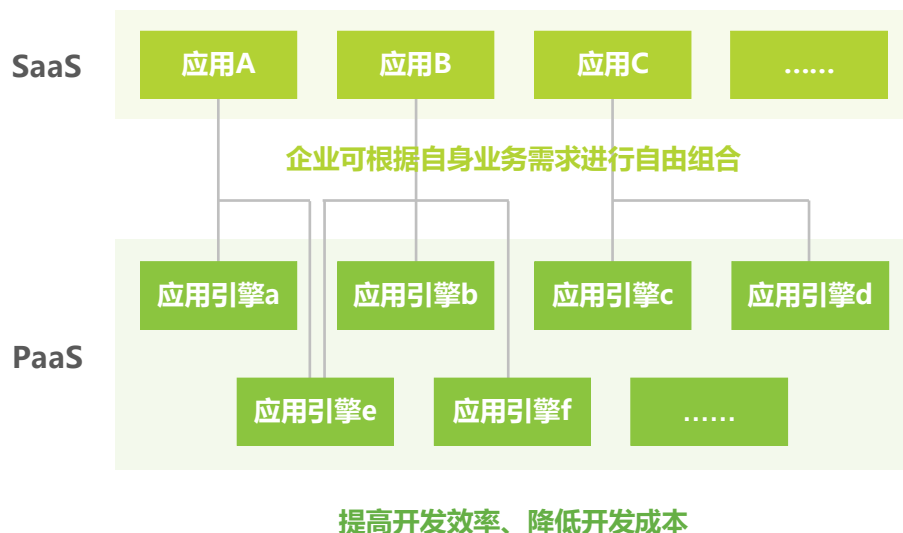 SaaS
应用A
应用B
应用C
……
企业可根据自身业务需求进行自由组合
应用引擎a
应用引擎b
应用引擎c
应用引擎d
PaaS
应用引擎e
应用引擎f
……
提高开发效率、降低开发成本